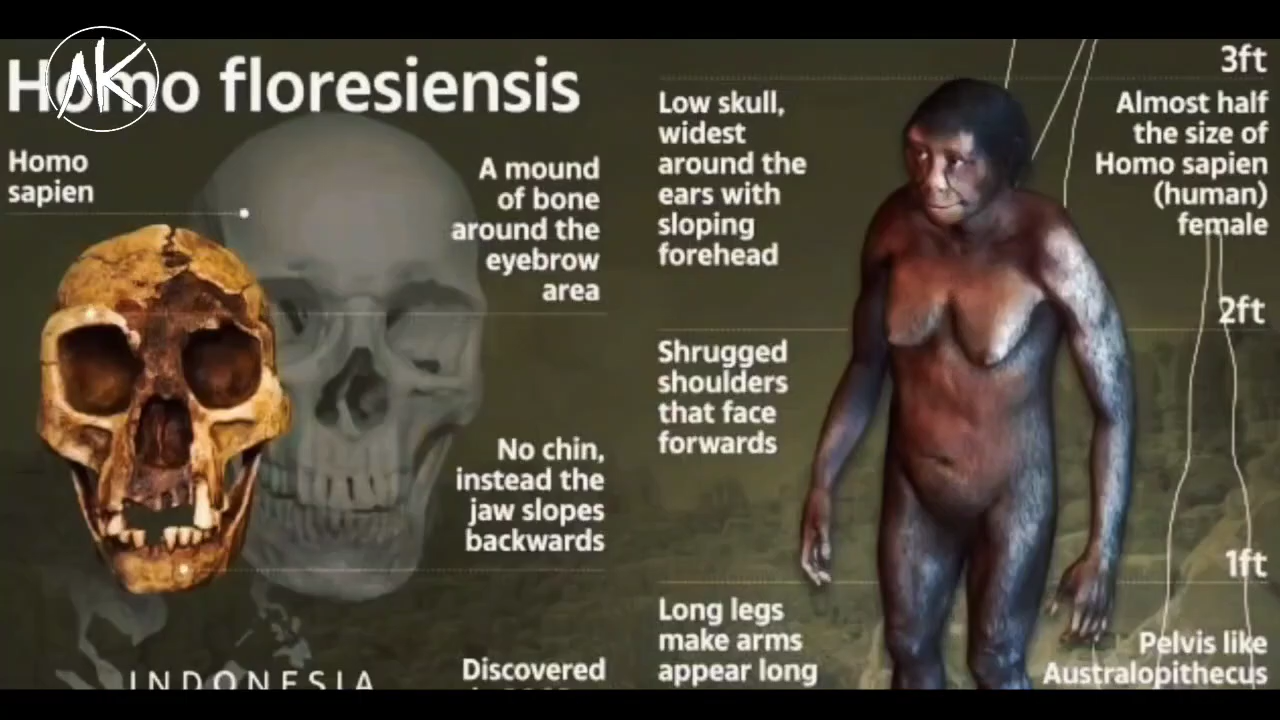 AK
Homo floresiensis
Homo
sapien
A mound
of bone
around the
eyebrow
area
No chin,
instead the
jaw slopes
backwards
INDONESIA
Discovered
Low skull,
widest
around the
ears with
sloping
forehead
Shrugged
shoulders
that face
forwards
Long legs
make arms
appear long
3ft
Almost half
the size of
Homo sapien
(human)
female
2ft
1ft
Pelvis like
Australopithecus